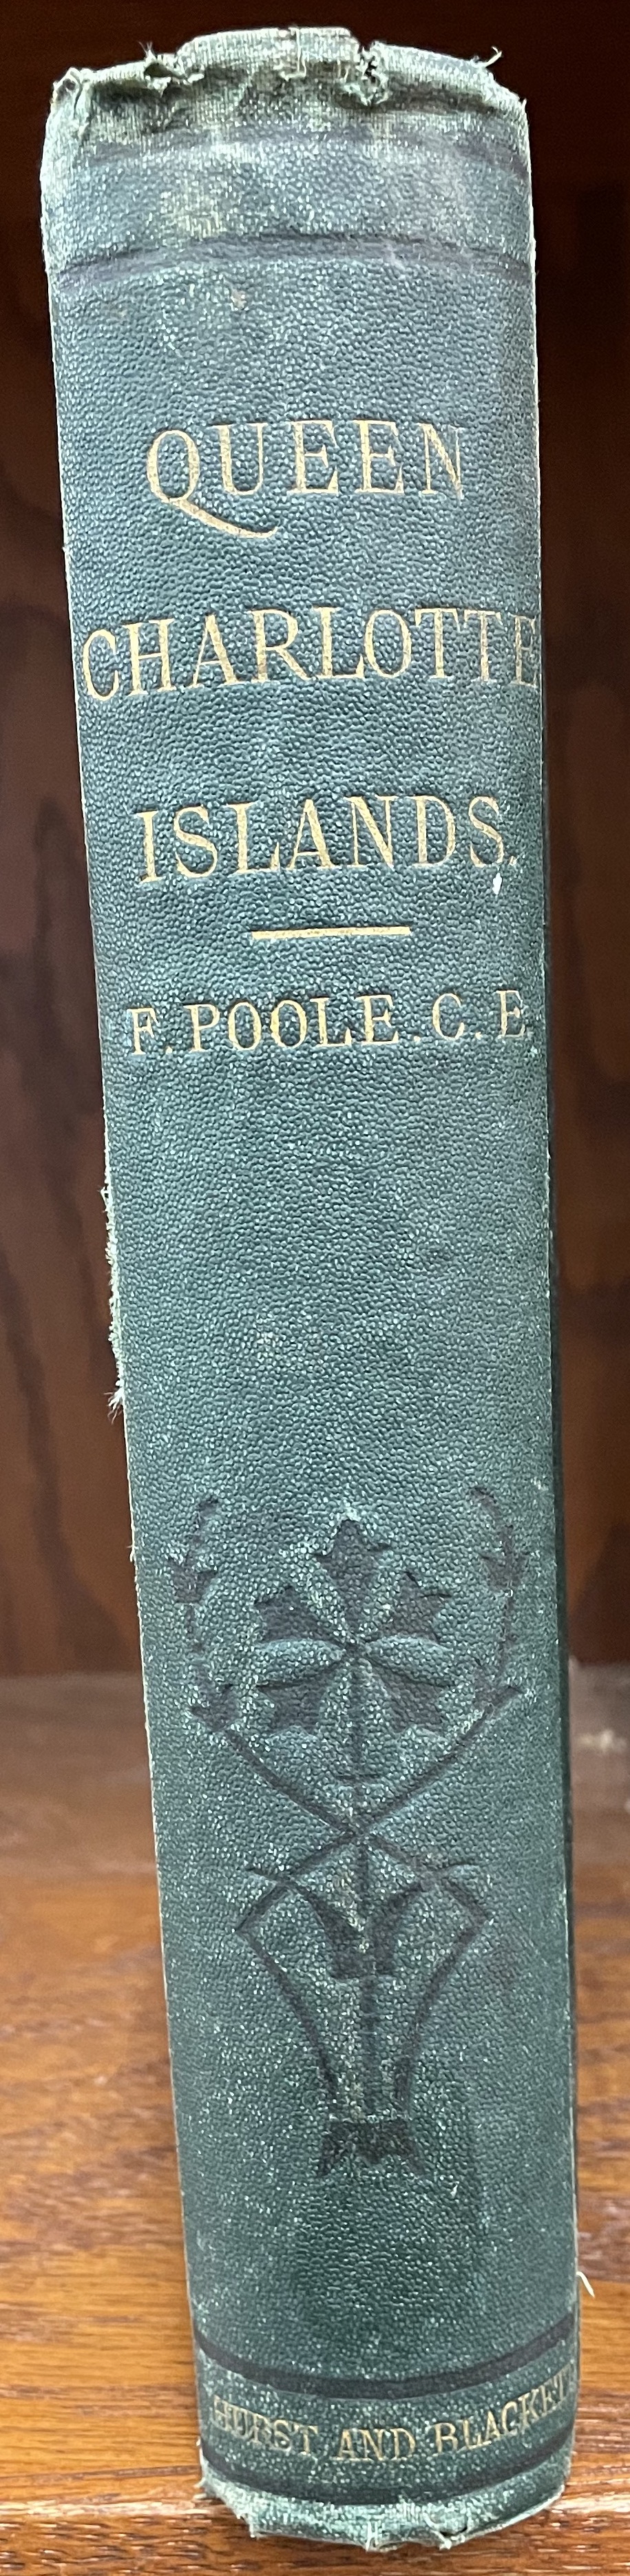 QUEEN
CHARLOTTE
ISLANDS.
F. POOLE. C. E.
HURST AND BLACKETT